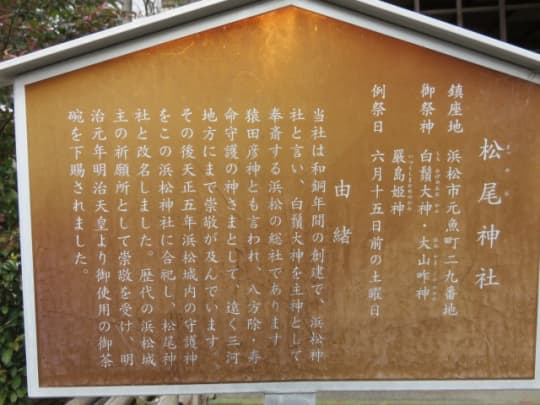 松尾神社
鎮座地　浜松市元魚町二九番地
御祭神　白鬚大神・大山咋神
厳島姫神
例祭日　六月十五日前の土曜日
由緒
当社は和銅年間の創建で、浜松神
社と言い、白鬚大神を主神として
奉斎する浜松の総社であります
猿田彦神とも言われ、八方除・寿
命守護の神さまとして、遠く三河
地方にまで崇敬が及んでいます、
その後天正五年浜松城内の守護神
をこの浜松神社に合祀し、松尾神
社と改名しました。歴代の浜松城
主の祈願所として崇敬を受け、明
治元年明治天皇より御使用の御茶
碗を下賜されました。